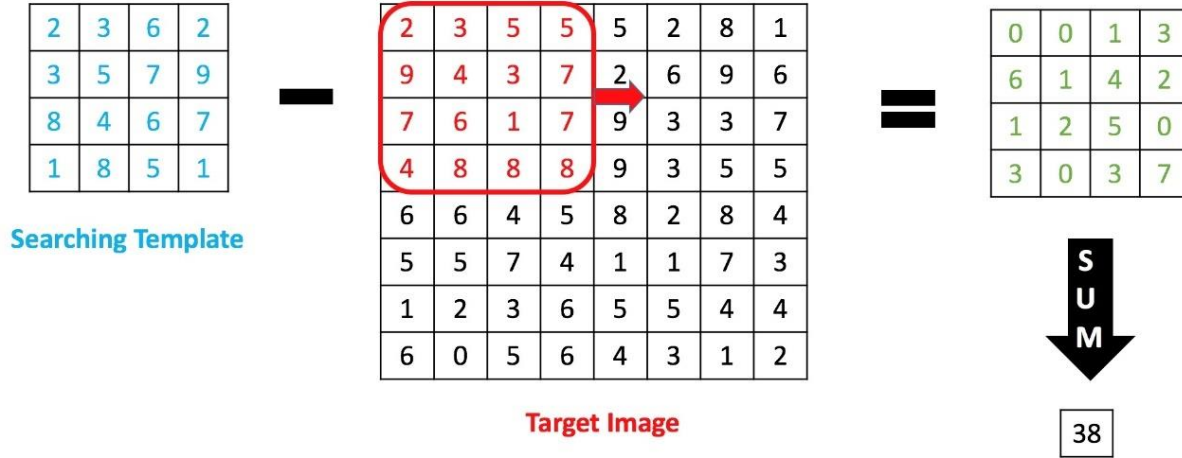 2 3 6 2
3 5 7 9
8 4 6 7
1 8 5 1
Searching Template
2 3 5 5 5 2 8 1
9 4 3 7 2 6 9 6
7 6 1 7 9 3 3 7
4 8 8 8 9 3 5 5
6 6 4 5 8 2 8 4
5 5 7 4 1 1 7 3
1 2 3 6 5 5 4 4
6 0 5 6 4 3 1 2
Target Image
0 0 1 3
6 1 4 2
1 2 5 0
3 0 3 7
S
U
M
38